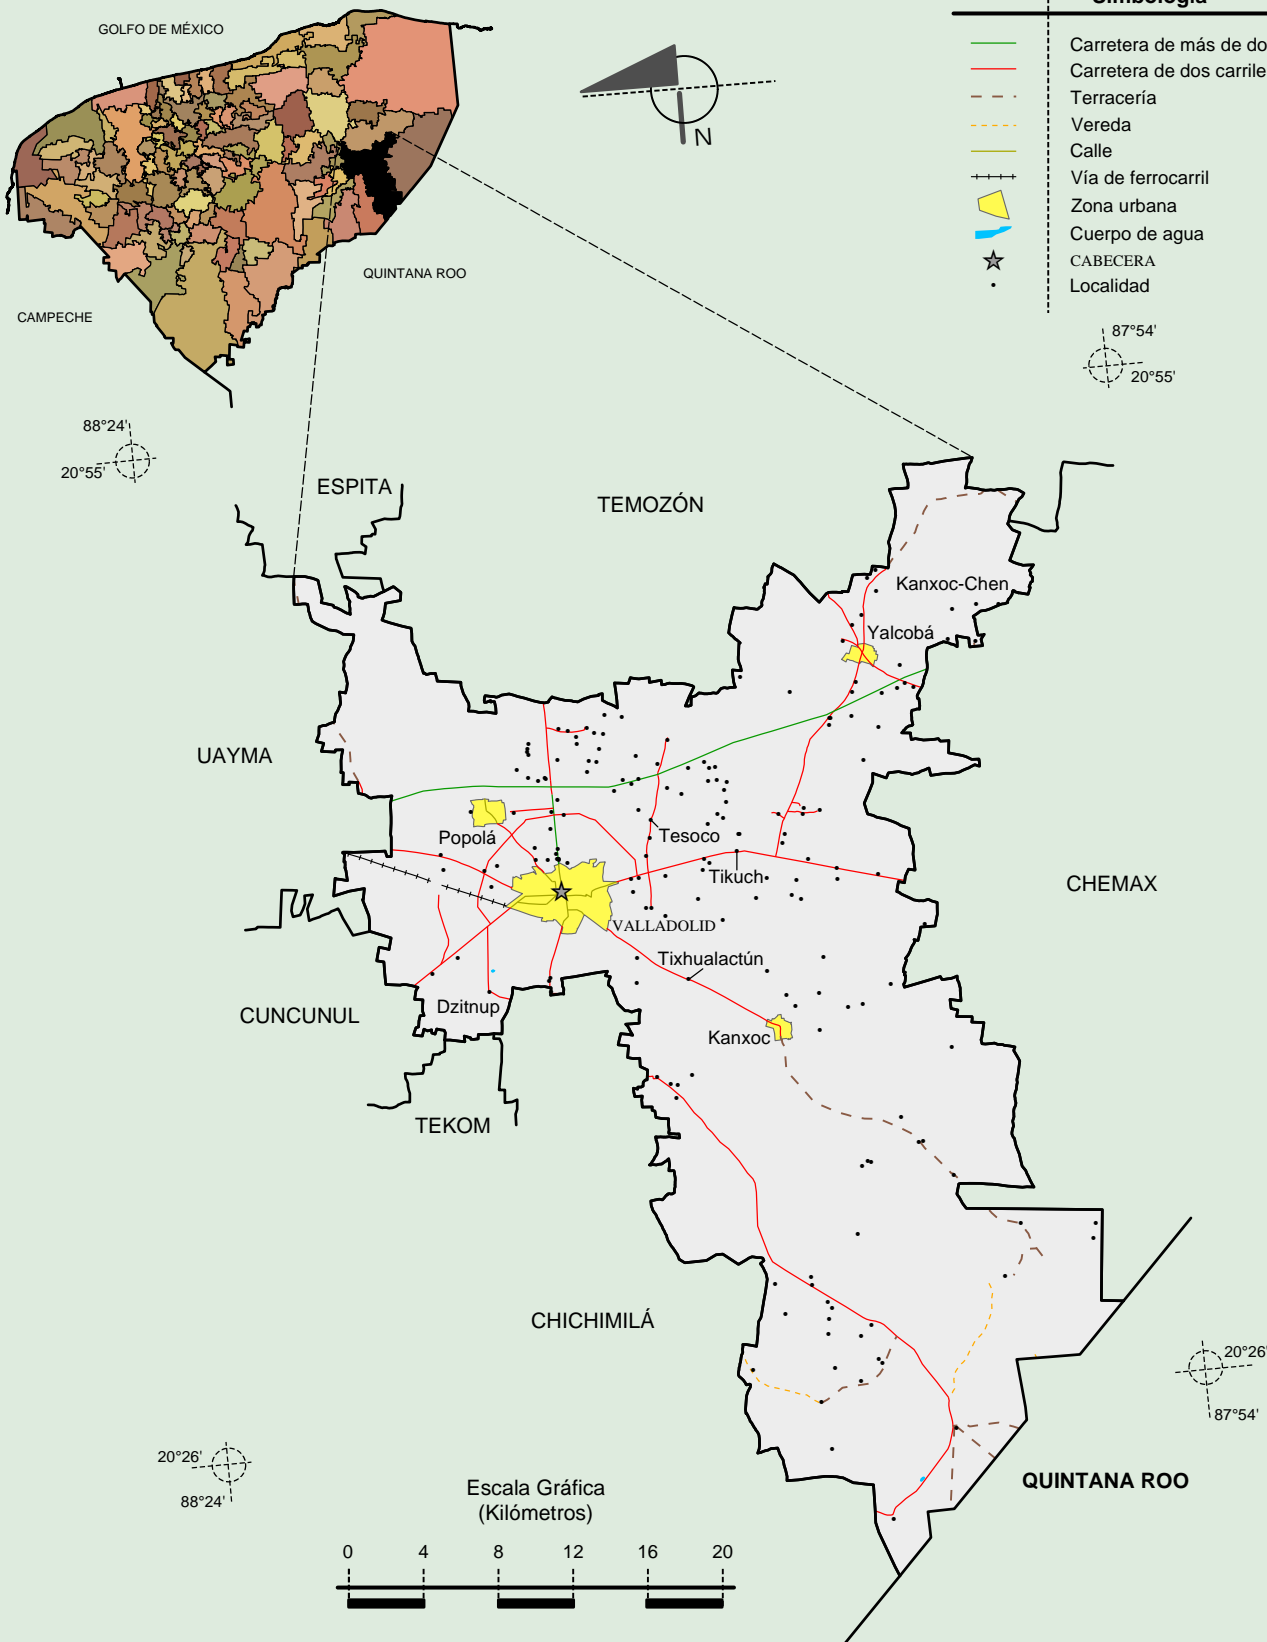 Simbología
GOLFO DE MÉXICO
Carretera de más de do
Carretera de dos carrile
Terracería
Vereda
Calle
Vía de ferrocarril
Zona urbana
Cuerpo de agua
CABECERA
Localidad
N
QUINTANA ROO
CAMPECHE
87°54'
20°55'
88°24'
20°55'
ESPITA
TEMOZÓN
Kanxoc-Chen
Yalcobá
UAYMA
Popolá
Tesoco
Tikuch
CHEMAX
VALLADOLID
Tixhualactún
Dzitnup
CUNCUNUL
Kanxoc
TEKOM
CHICHIMILÁ
20°26'
87°54'
20°26'
88°24'
QUINTANA ROO
Escala Gráfica
(Kilómetros)
0 4 8 12 16 20